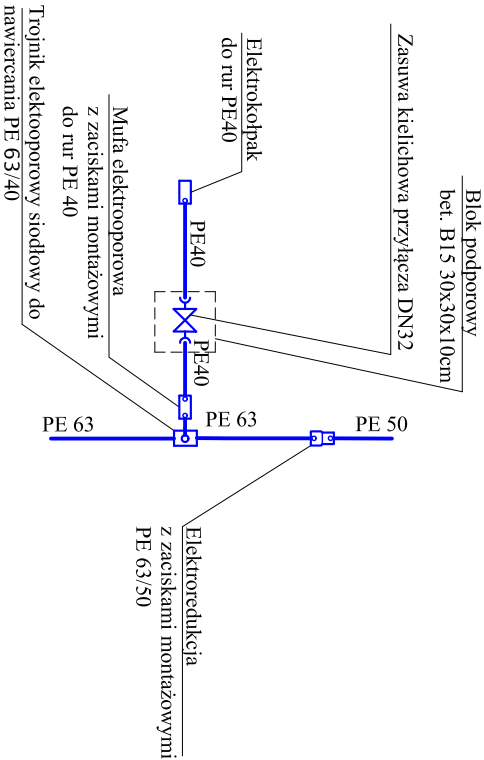 Blok podporowy
bet. B15 30x30x10cm
Zasuwa kielichowa przyłącza DN32
Elektrokołpak
do rur PE40
Mufa elektrooporowa
z zaciskami montażowymi
do rur PE 40
Trojnik elektooporowy siodłowy do
nawiercania PE 63/40
PE40
PE40
PE 63
PE 63
PE 50
Elektroredukcja
z zaciskami montażowymi
PE 63/50